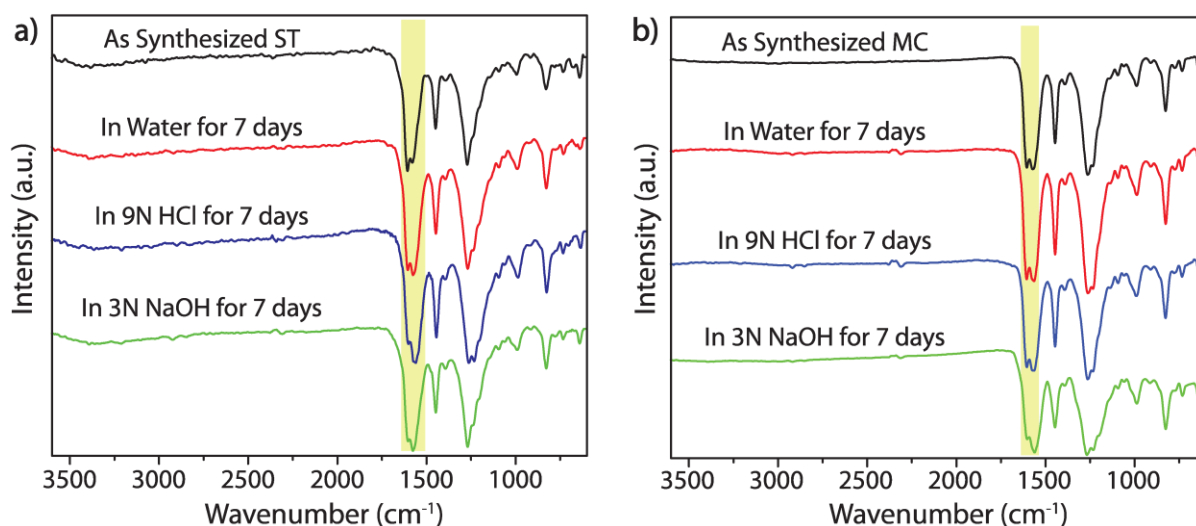 a)
As Synthesized ST
In Water for 7 days
In 9N HCl for 7 days
In 3N NaOH for 7 days
Intensity (a.u.)
3500 3000 2500 2000 1500 1000
Wavenumber (cm⁻¹)
b)
As Synthesized MC
In Water for 7 days
In 9N HCl for 7 days
In 3N NaOH for 7 days
Intensity (a.u.)
3500 3000 2500 2000 1500 1000
Wavenumber (cm⁻¹)